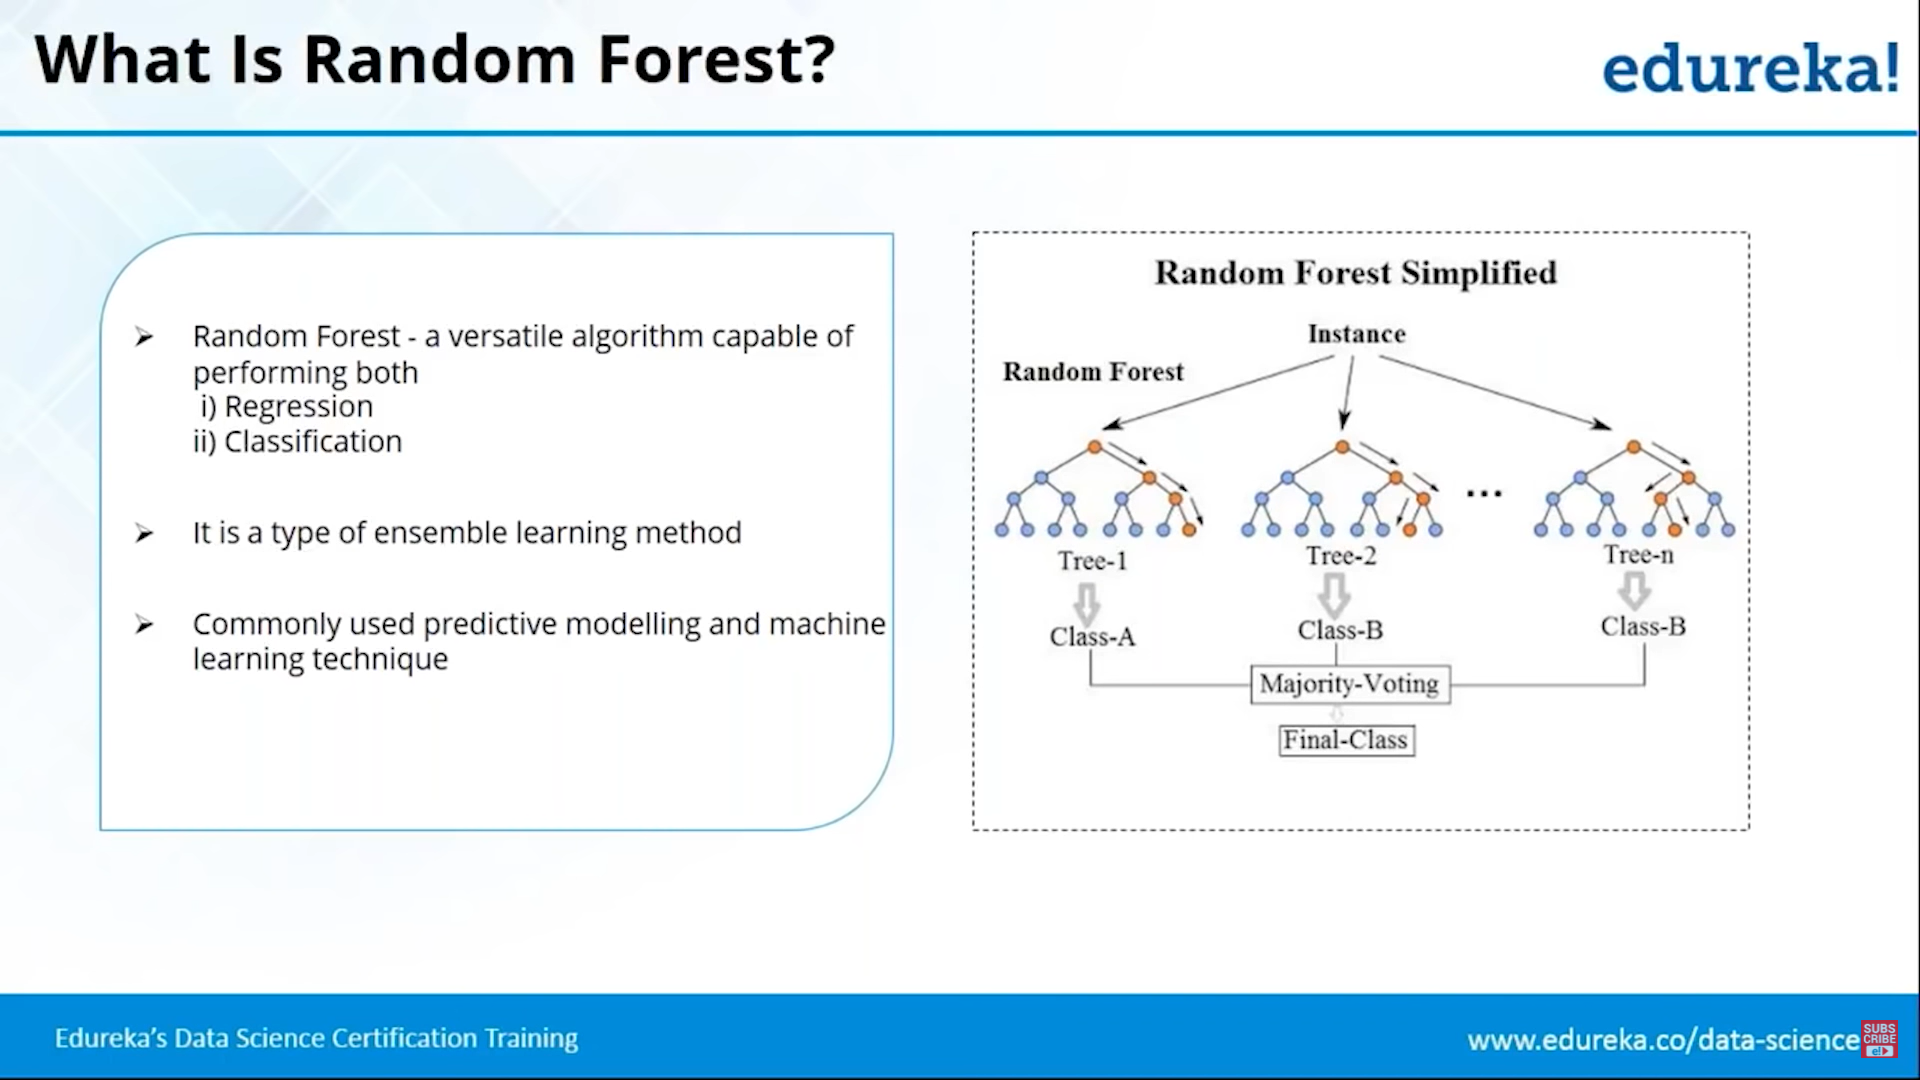 What Is Random Forest?
edureka!
➢ Random Forest - a versatile algorithm capable of
performing both
i) Regression
ii) Classification
➢ It is a type of ensemble learning method
➢ Commonly used predictive modelling and machine
learning technique
Random Forest Simplified
Instance
Random Forest
...
Tree-1 Tree-2 Tree-n
Class-A Class-B Class-B
Majority-Voting
Final-Class
Edureka’s Data Science Certification Training
www.edureka.co/data-science
SUBS
CRIBE
e!